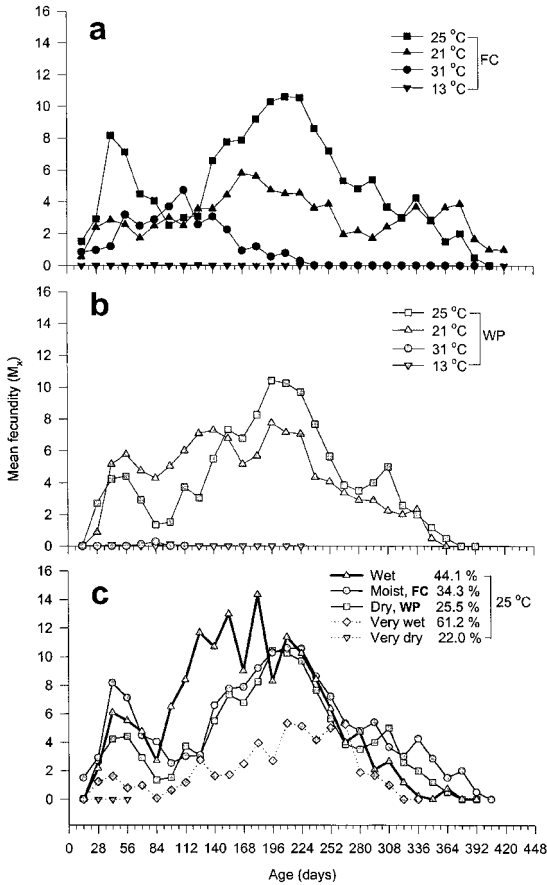 16
14
12
10
8
6
4
2
0
a
25 °C
21 °C
31 °C
13 °C
FC
16
14
12
10
8
6
4
2
0
b
25 °C
21 °C
31 °C
13 °C
WP
Mean fecundity (Mx)
16
14
12
10
8
6
4
2
0
c
Wet 44.1 %
Moist, FC 34.3 %
Dry, WP 25.5 %
Very wet 61.2 %
Very dry 22.0 %
25 °C
0 28 56 84 112 140 168 196 224 252 280 308 336 364 392 420 448
Age (days)